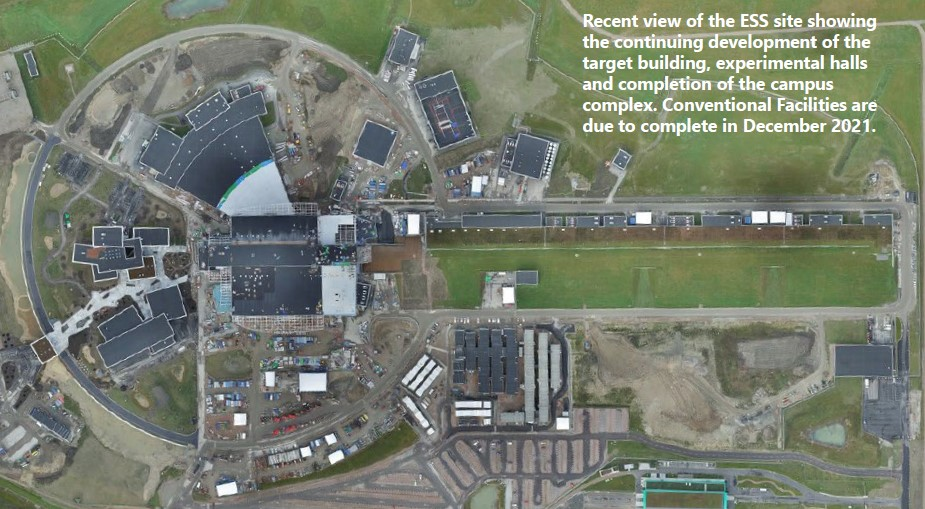 Recent view of the ESS site showing
the continuing development of the
target building, experimental halls
and completion of the campus
complex. Conventional Facilities are
due to complete in December 2021.